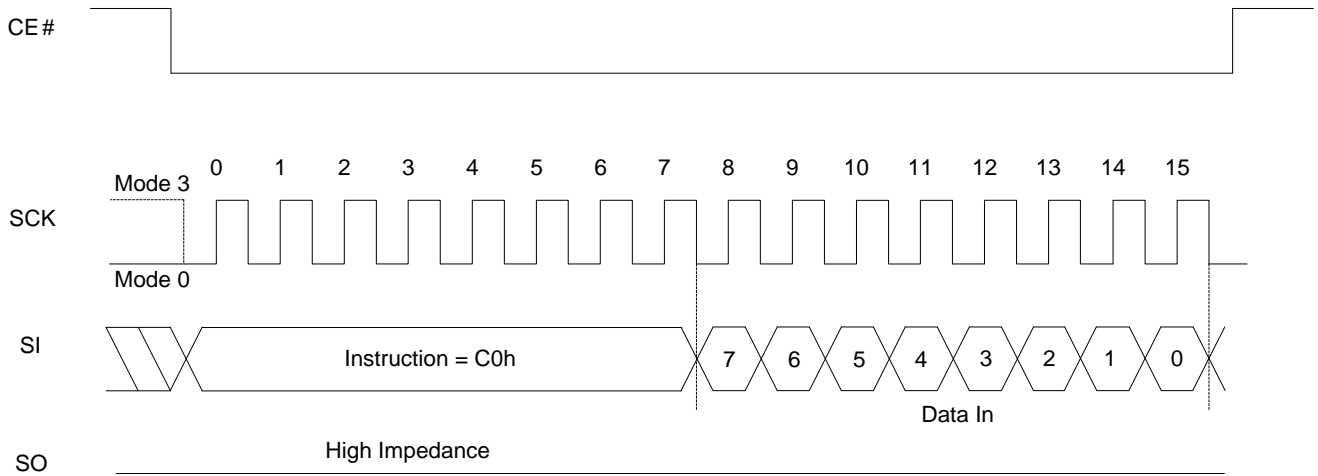 CE#
0 1 2 3 4 5 6 7 8 9 10 11 12 13 14 15
Mode 3
SCK
Mode 0
SI
Instruction = C0h
7 6 5 4 3 2 1 0
Data In
High Impedance
SO